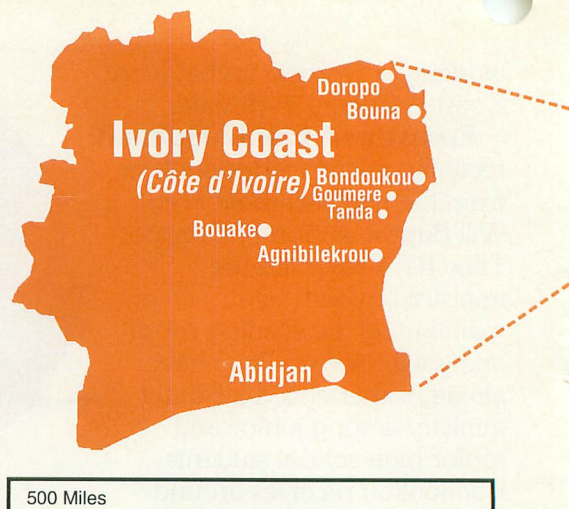 Doropo
Bouna
Ivory Coast
(Côte d'Ivoire)
Bondoukou
Goumere
Tanda
Bouake
Agnibilekrou
Abidjan
500 Miles